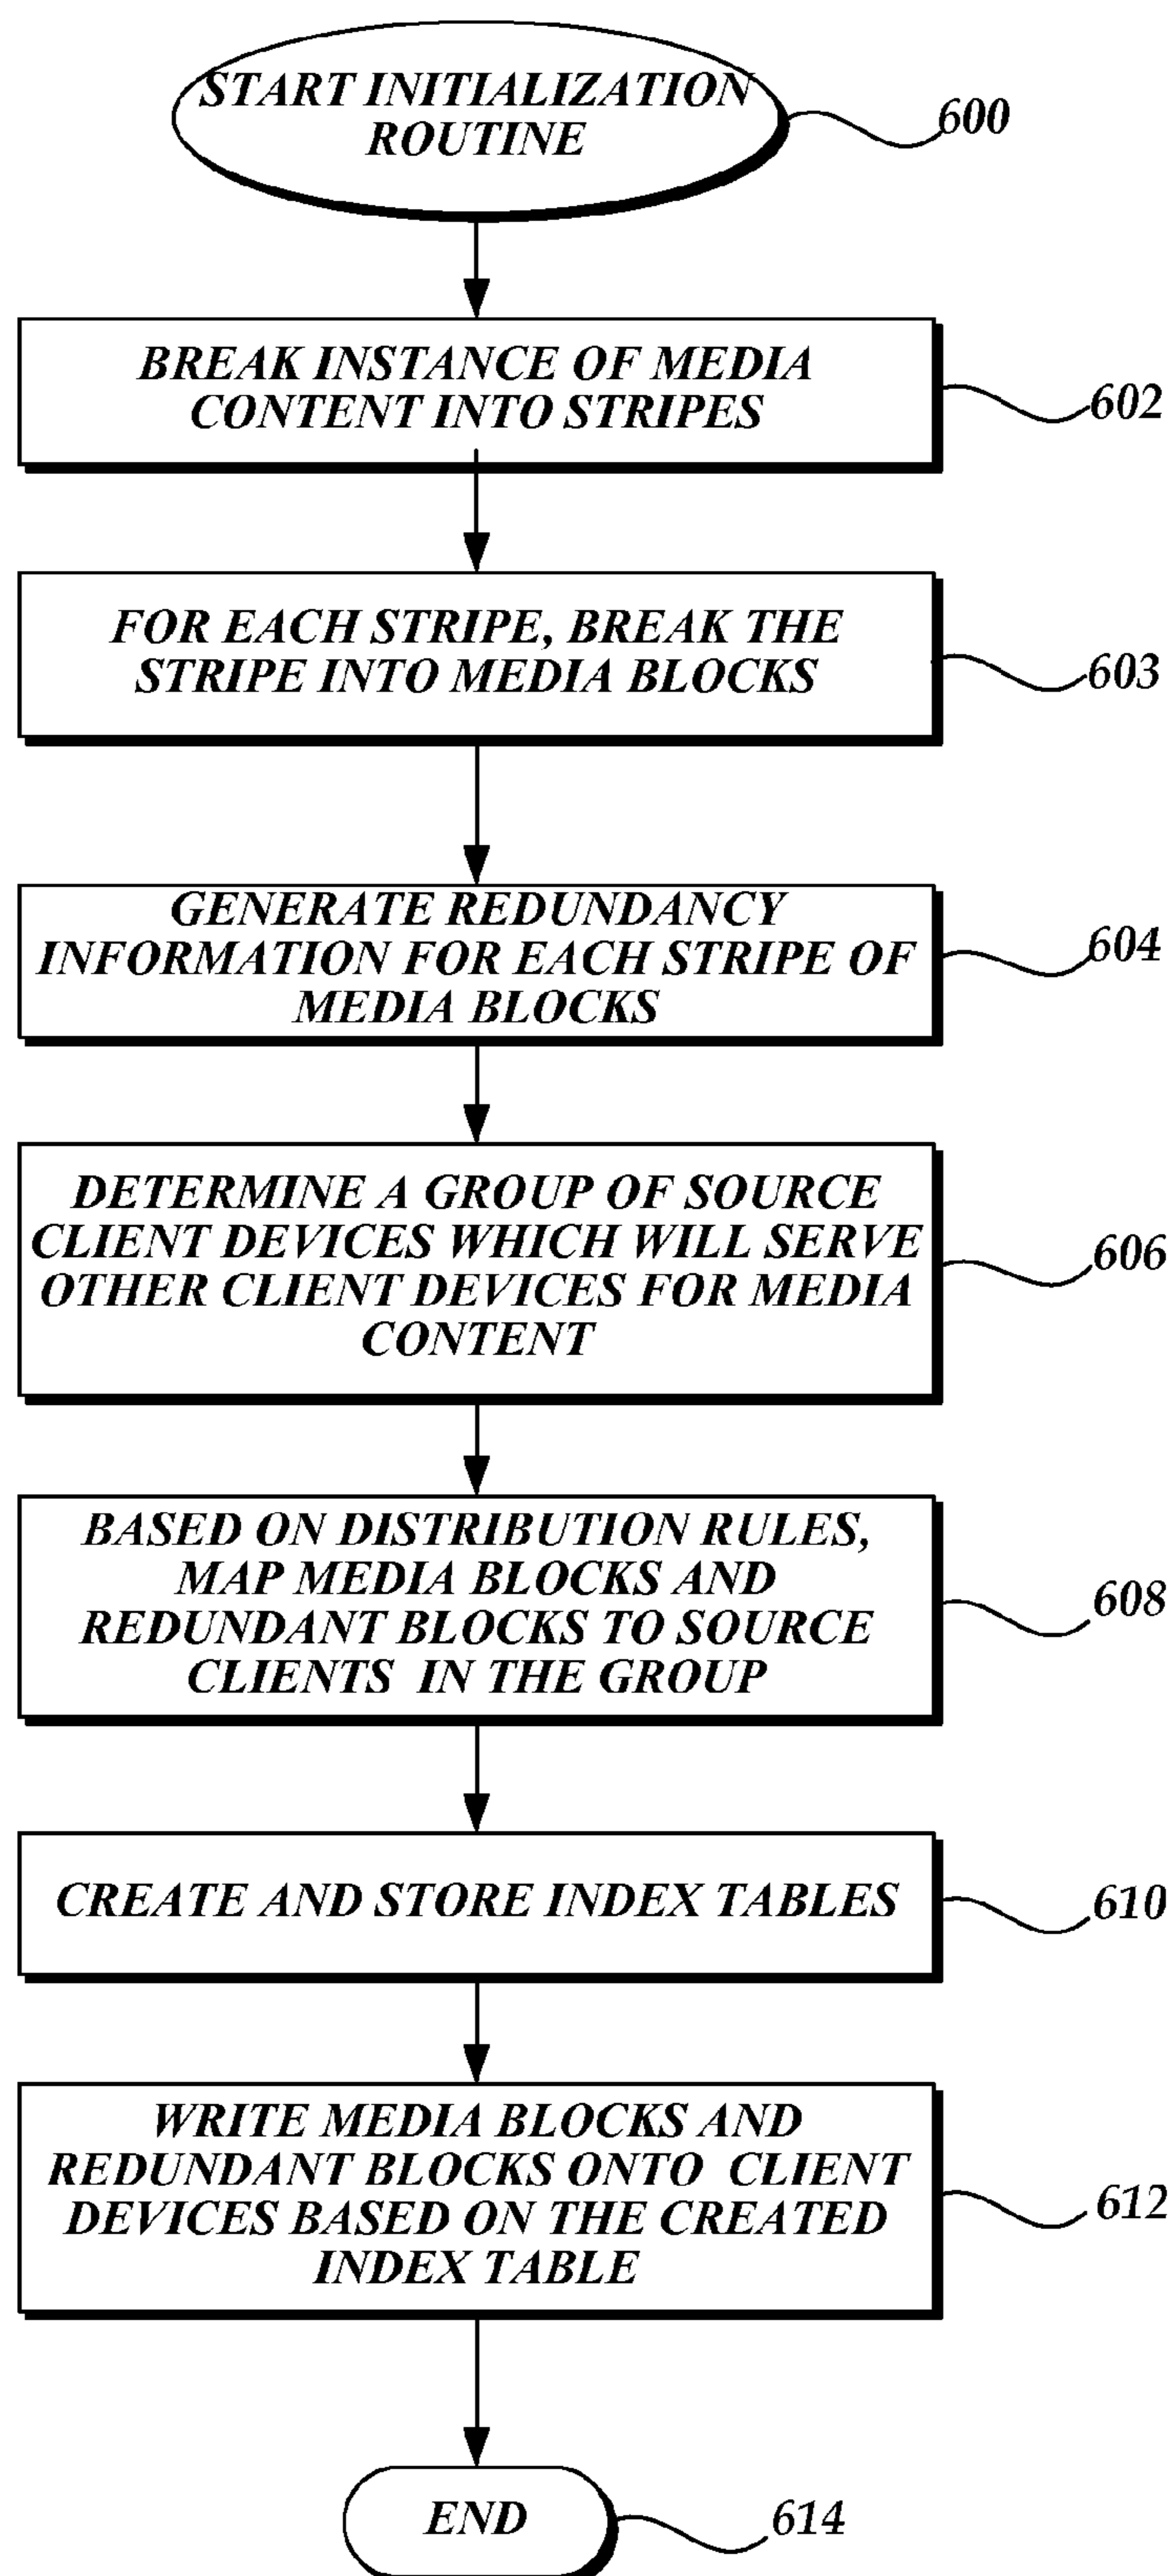 START INITIALIZATION
ROUTINE
600
BREAK INSTANCE OF MEDIA
CONTENT INTO STRIPES
602
FOR EACH STRIPE, BREAK THE
STRIPE INTO MEDIA BLOCKS
603
GENERATE REDUNDANCY
INFORMATION FOR EACH STRIPE OF
MEDIA BLOCKS
604
DETERMINE A GROUP OF SOURCE
CLIENT DEVICES WHICH WILL SERVE
OTHER CLIENT DEVICES FOR MEDIA
CONTENT
606
BASED ON DISTRIBUTION RULES,
MAP MEDIA BLOCKS AND
REDUNDANT BLOCKS TO SOURCE
CLIENTS IN THE GROUP
608
CREATE AND STORE INDEX TABLES
610
WRITE MEDIA BLOCKS AND
REDUNDANT BLOCKS ONTO CLIENT
DEVICES BASED ON THE CREATED
INDEX TABLE
612
END
614